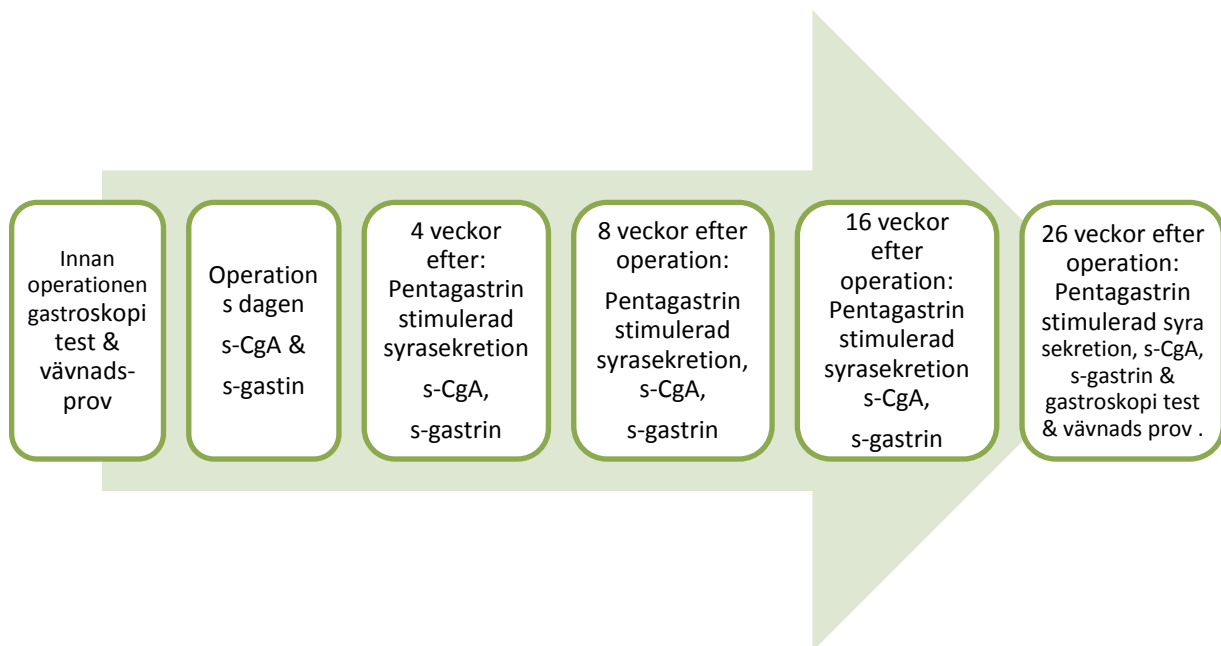 Innan
operationen
gastroskopi
test &
vävnads-
prov
Operation
s dagen
s-CgA &
s-gastin
4 veckor
efter:
Pentagastrin
stimulerad
syrasekretion
s-CgA,
s-gastrin
8 veckor efter
operation:
Pentagastrin
stimulerad
syrasekretion,
s-CgA,
s-gastrin
16 veckor
efter
operation:
Pentagastrin
stimulerad
syrasekretion
s-CgA,
s-gastrin
26 veckor efter
operation:
Pentagastrin
stimulerad syra
sekretion, s-CgA,
s-gastrin &
gastroskopi test
& vävnads prov .